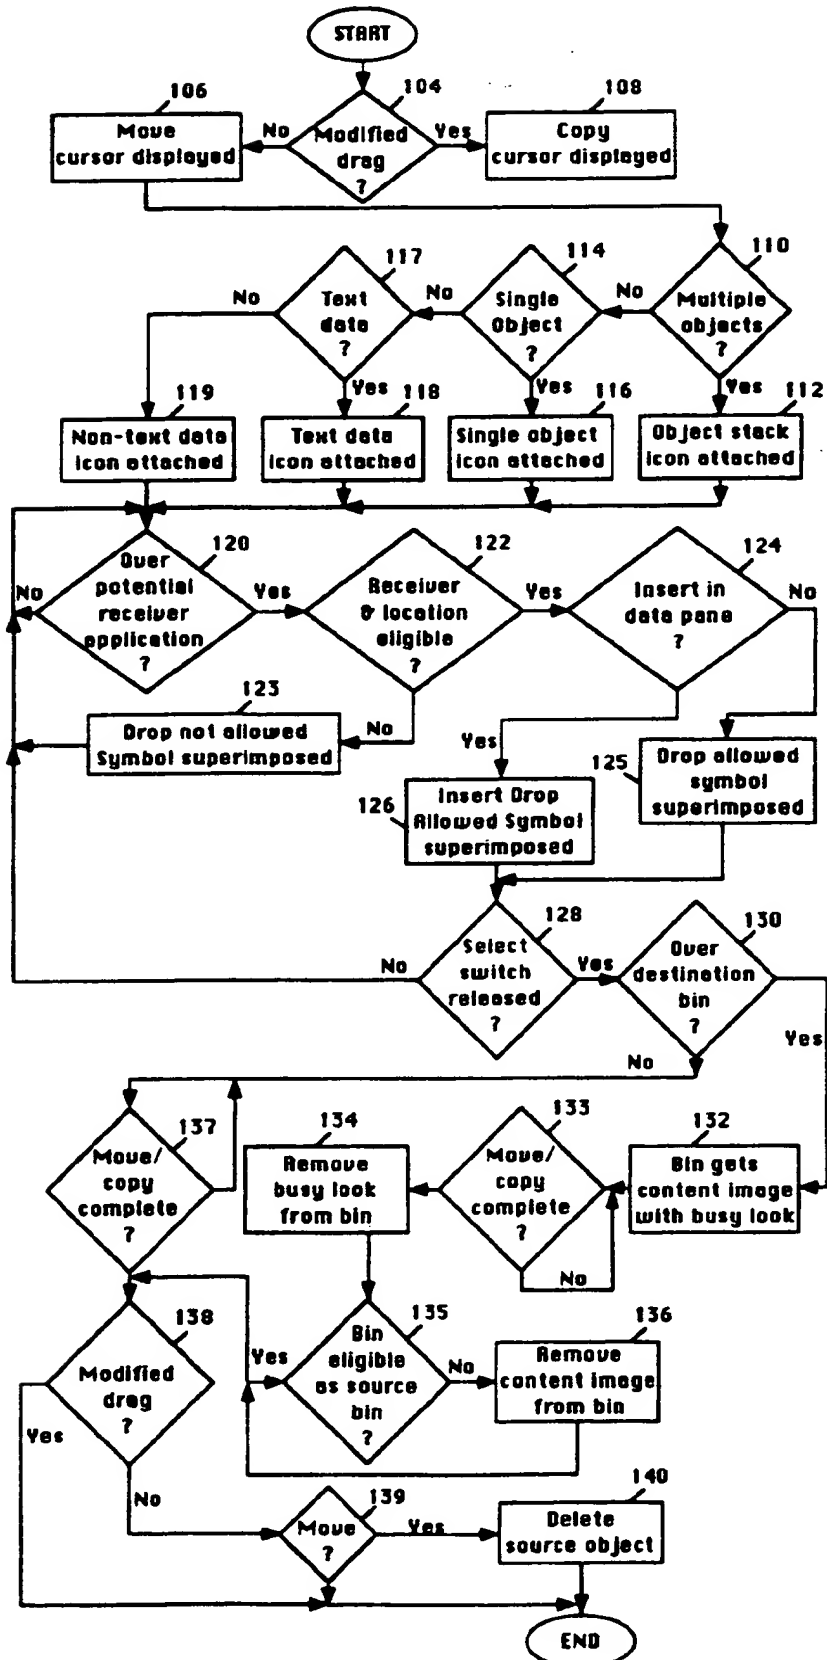 START
106
104
108
Move
cursor displayed
No
Modified
drag
?
Yes
Copy
cursor displayed
117
114
110
No
Text
data
?
No
Single
Object
?
No
Multiple
objects
?
Yes
Yes
Yes
119
118
116
112
Non-text data
icon attached
Text data
icon attached
Single object
icon attached
Object stack
icon attached
120
122
124
No
Over
potential
receiver
application
?
Yes
Receiver
& location
eligible
?
Yes
Insert in
data pane
?
No
123
No
Drop not allowed
Symbol superimposed
Yes
125
Drop allowed
symbol
superimposed
126
Insert Drop
Allowed Symbol
superimposed
128
130
No
Select
switch
released
?
Yes
Over
destination
bin
?
Yes
No
137
134
133
132
Move/
copy
complete
?
Remove
busy look
from bin
Move/
copy
complete
?
Bin gets
content image
with busy look
No
138
135
136
Modified
drag
?
Yes
Bin
eligible
as source
bin
?
No
Remove
content image
from bin
Yes
No
139
140
Move
?
Yes
Delete
source object
END